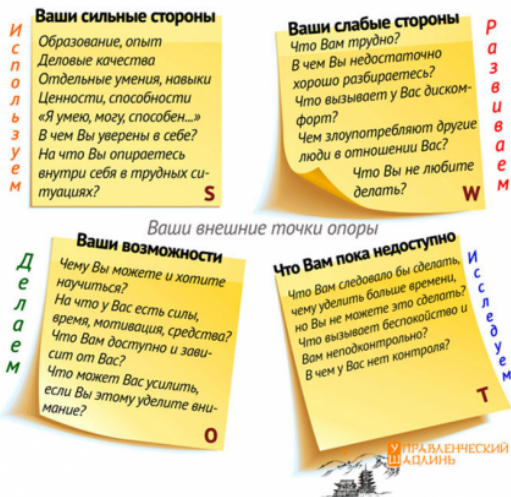 Используем
Ваши сильные стороны
Образование, опыт
Деловые качества
Отдельные умения, навыки
Ценности, способности
«Я умею, могу, способен...»
В чем Вы уверены в себе?
На что Вы опираетесь
внутри себя в трудных си-
туациях?
S
Ваши слабые стороны
Что Вам трудно?
В чем Вы недостаточно
хорошо разбираетесь?
Что вызывает у Вас диском-
форт?
Чем злоупотребляют другие
люди в отношении Вас?
Что Вы не любите
делать?
W
Развиваем
Ваши внешние точки опоры
Делаем
Ваши возможности
Чему Вы можете и хотите
научиться?
На что у Вас есть силы,
время, мотивация, средства?
Что Вам доступно и зави-
сит от Вас?
Что может Вас усилить,
если Вы этому уделите вни-
мание?
O
Что Вам пока недоступно
Что Вам следовало бы сделать,
чему уделить больше времени,
но Вы не можете это сделать?
Что вызывает беспокойство и
Вам неподконтрольно?
В чем у Вас нет контроля?
T
Исследуем
УПРАВЛЕНЧЕСКИЙ
ШАОЛИНЬ